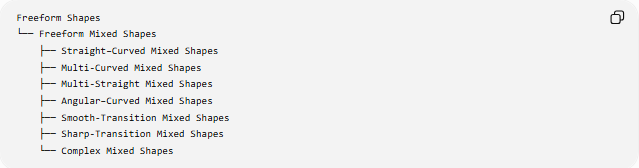 Freeform Shapes
└── Freeform Mixed Shapes
    ├── Straight–Curved Mixed Shapes
    ├── Multi-Curved Mixed Shapes
    ├── Multi-Straight Mixed Shapes
    ├── Angular–Curved Mixed Shapes
    ├── Smooth-Transition Mixed Shapes
    ├── Sharp-Transition Mixed Shapes
    └── Complex Mixed Shapes